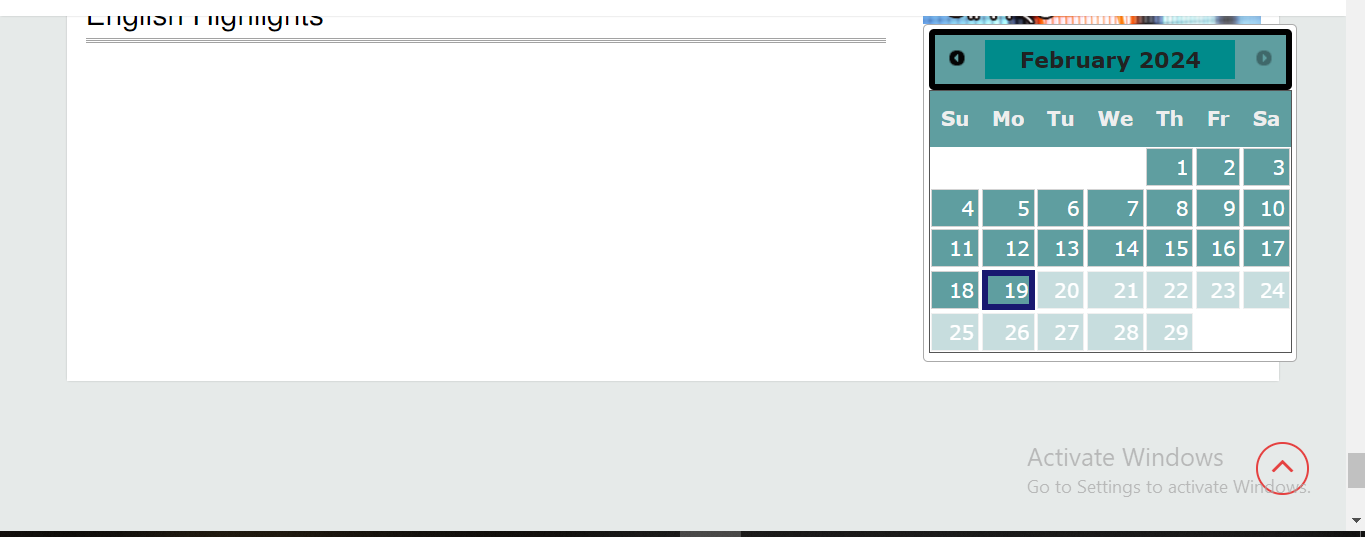 English Highlights
February 2024
Su Mo Tu We Th Fr Sa
1 2 3
4 5 6 7 8 9 10
11 12 13 14 15 16 17
18 19 20 21 22 23 24
25 26 27 28 29
Activate Windows
Go to Settings to activate Windows.